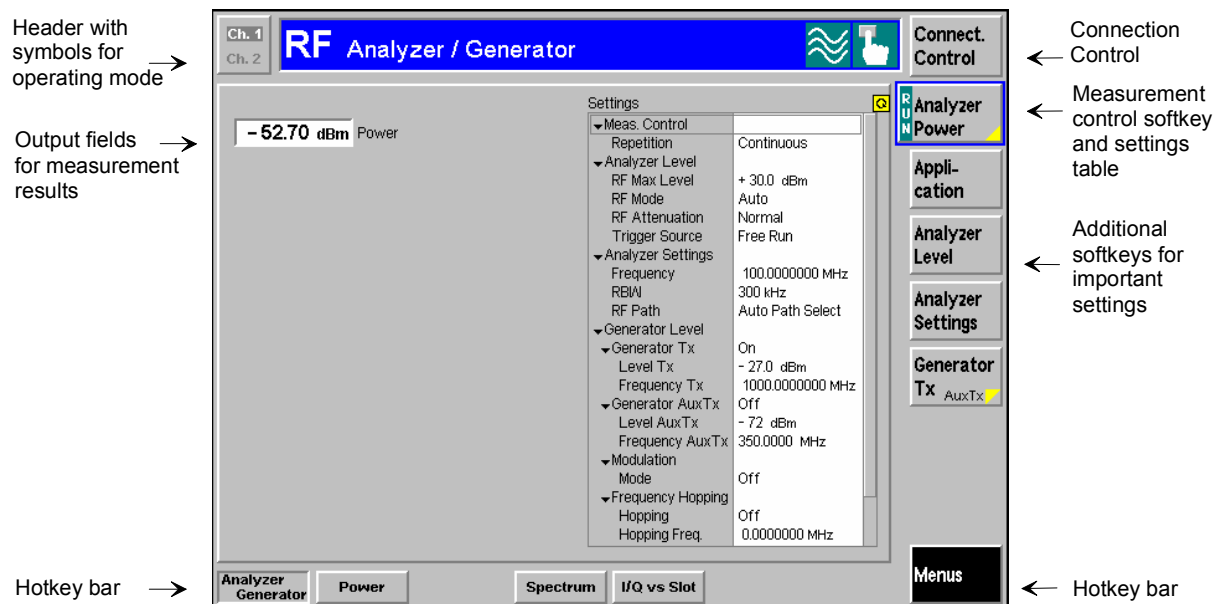 Header with
symbols for
operating mode
Output fields
for measurement
results
Hotkey bar
Ch. 1
Ch. 2
RF Analyzer / Generator
- 52.70 dBm Power
Settings
Meas. Control
Repetition Continuous
Analyzer Level
RF Max Level + 30.0 dBm
RF Mode Auto
RF Attenuation Normal
Trigger Source Free Run
Analyzer Settings
Frequency 100.0000000 MHz
RBW 300 kHz
RF Path Auto Path Select
Generator Level
Generator Tx On
Level Tx - 27.0 dBm
Frequency Tx 1000.0000000 MHz
Generator AuxTx Off
Level AuxTx - 72 dBm
Frequency AuxTx 350.0000 MHz
Modulation
Mode Off
Frequency Hopping
Hopping Off
Hopping Freq. 0.0000000 MHz
Analyzer
Generator
Power
Spectrum
I/Q vs Slot
Connect.
Control
RUN
Analyzer
Power
Appli-
cation
Analyzer
Level
Analyzer
Settings
Generator
Tx AuxTx
Menus
Connection
Control
Measurement
control softkey
and settings
table
Additional
softkeys for
important
settings
Hotkey bar